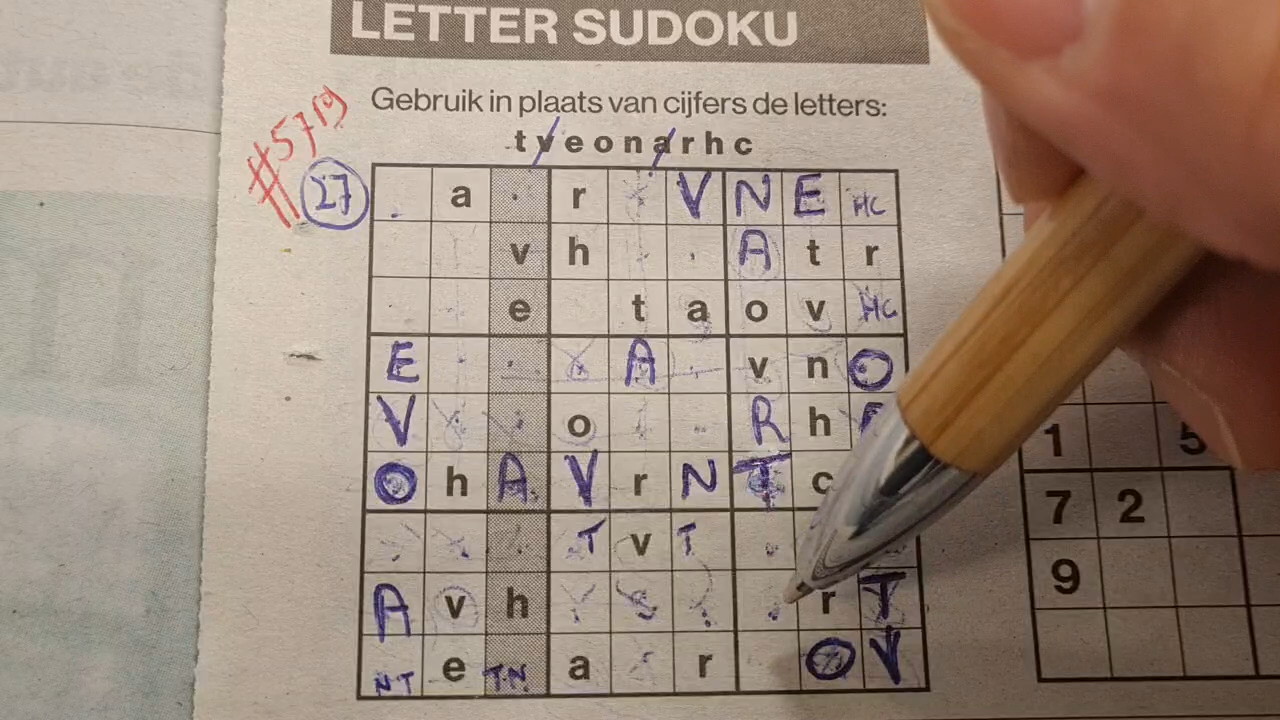 LETTER SUDOKU
Gebruik in plaats van cijfers de letters:
t v e o n a r h c
#5719
27
a r V N E HC
v h A t r
e t a o v HC
E A v n O
V o R h
O h A V r N T c
T v T
A v h r T
NT e TN a r O V
1 5
7 2
9